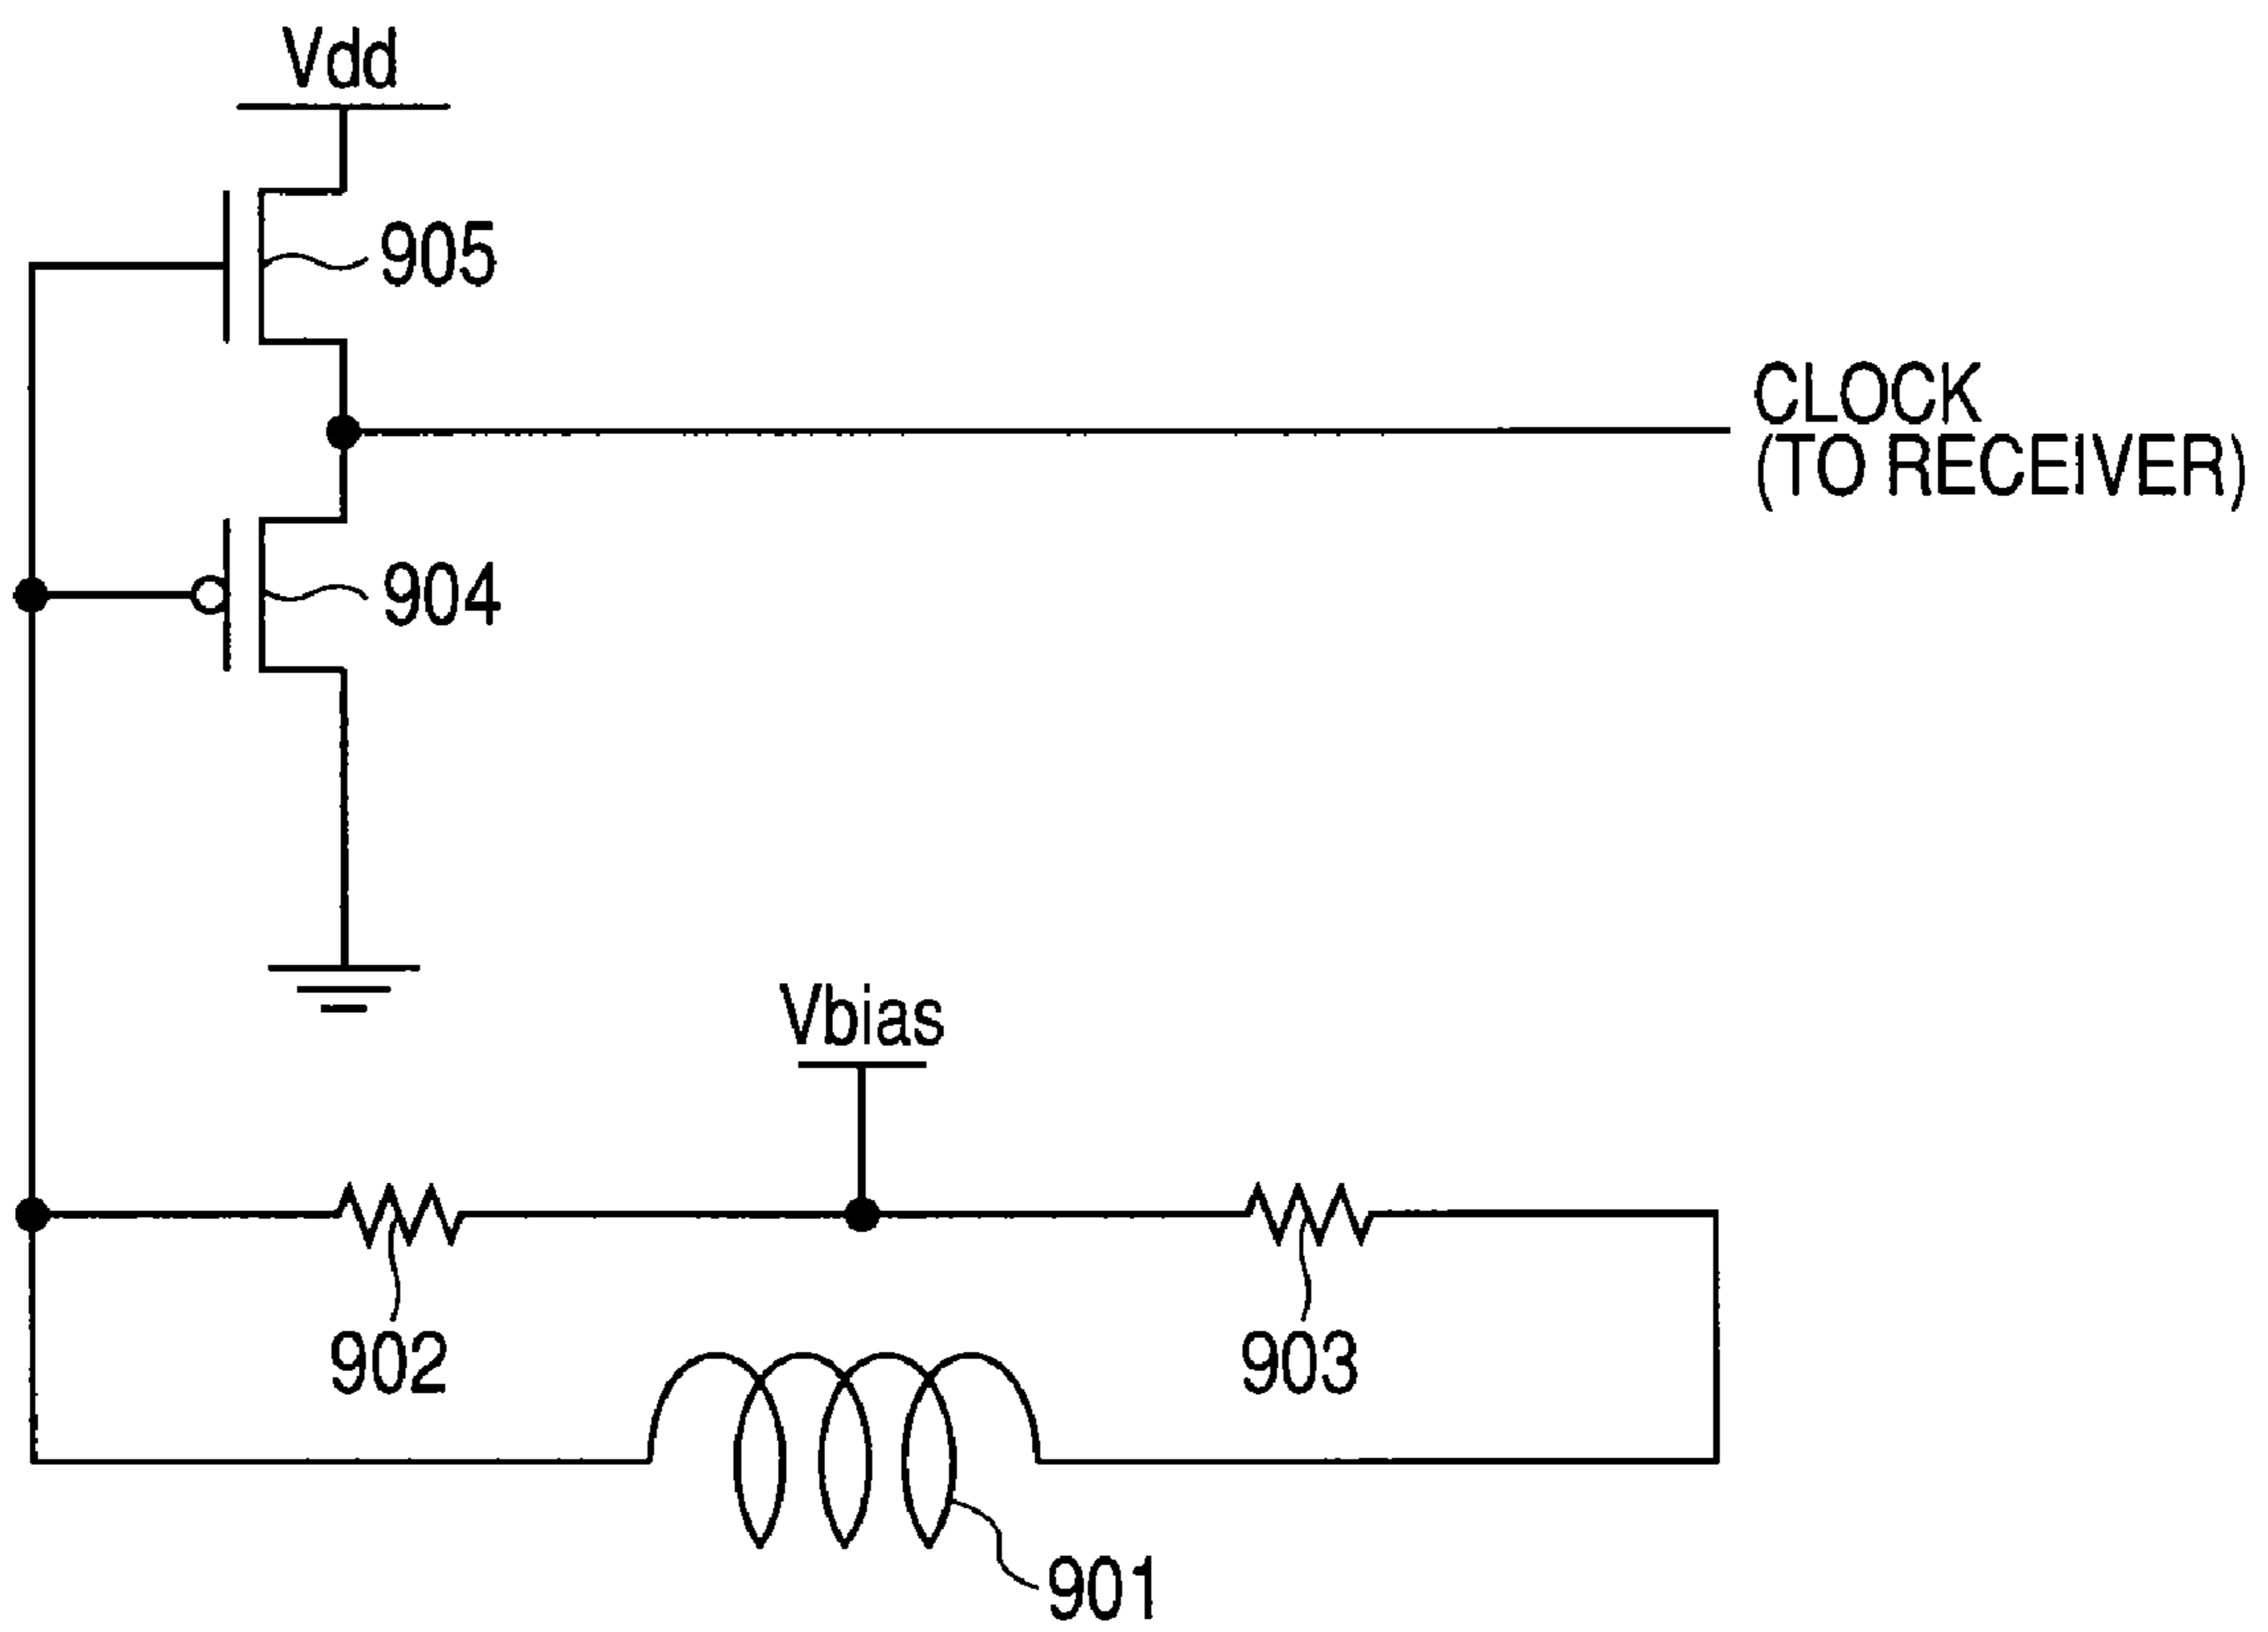 Vdd
905
CLOCK
(TO RECEIVER)
904
Vbias
902
903
901